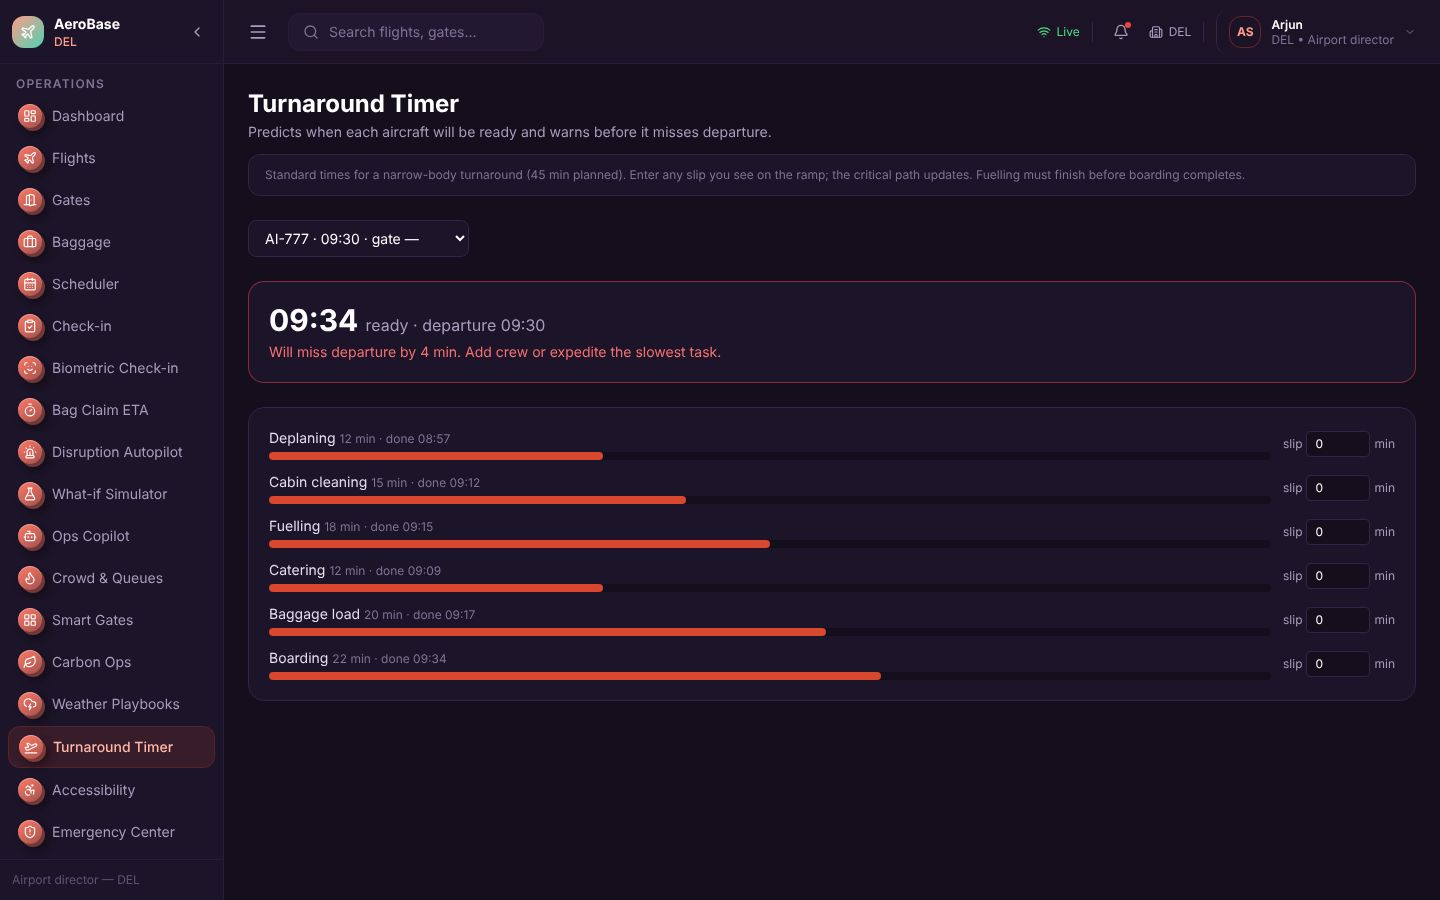 AeroBase
DEL
Search flights, gates...
Live
DEL
AS
Arjun
DEL • Airport director
OPERATIONS
Dashboard
Flights
Gates
Baggage
Scheduler
Check-in
Biometric Check-in
Bag Claim ETA
Disruption Autopilot
What-if Simulator
Ops Copilot
Crowd & Queues
Smart Gates
Carbon Ops
Weather Playbooks
Turnaround Timer
Accessibility
Emergency Center
Airport director — DEL
Turnaround Timer
Predicts when each aircraft will be ready and warns before it misses departure.
Standard times for a narrow-body turnaround (45 min planned). Enter any slip you see on the ramp; the critical path updates. Fuelling must finish before boarding completes.
AI-777 · 09:30 · gate —
09:34 ready · departure 09:30
Will miss departure by 4 min. Add crew or expedite the slowest task.
Deplaning 12 min · done 08:57 slip 0 min
Cabin cleaning 15 min · done 09:12 slip 0 min
Fuelling 18 min · done 09:15 slip 0 min
Catering 12 min · done 09:09 slip 0 min
Baggage load 20 min · done 09:17 slip 0 min
Boarding 22 min · done 09:34 slip 0 min